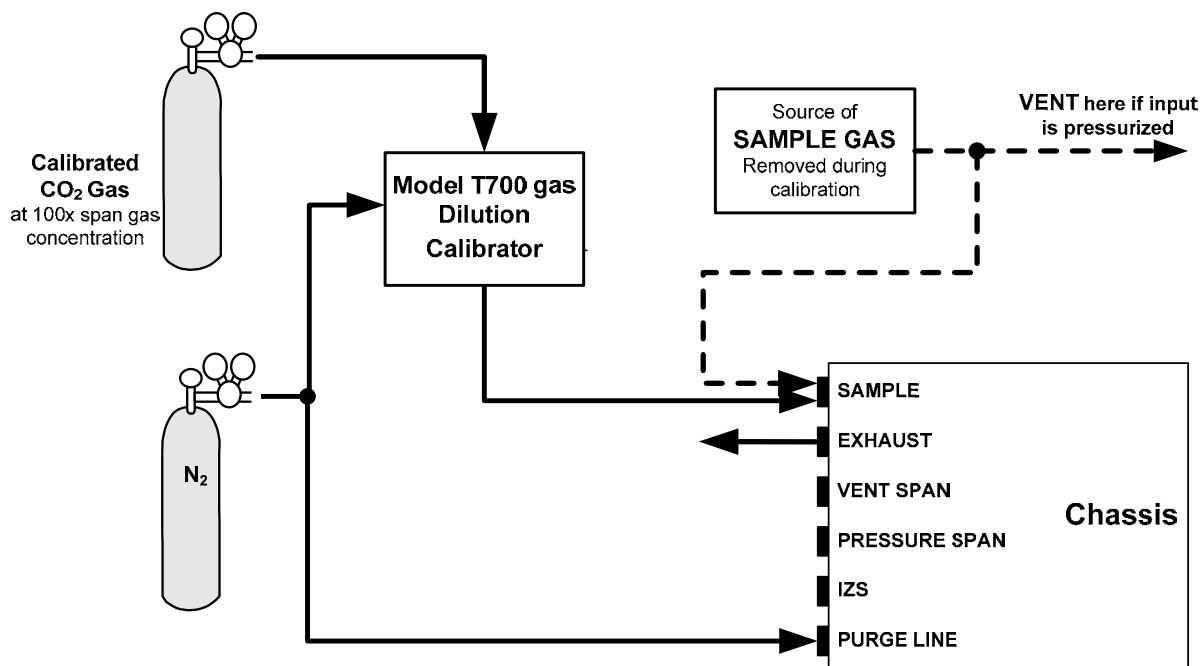 Calibrated
CO₂ Gas
at 100x span gas
concentration
Model T700 gas
Dilution
Calibrator
Source of
SAMPLE GAS
Removed during
calibration
VENT here if input
is pressurized
N₂
SAMPLE
EXHAUST
VENT SPAN
PRESSURE SPAN
IZS
PURGE LINE
Chassis